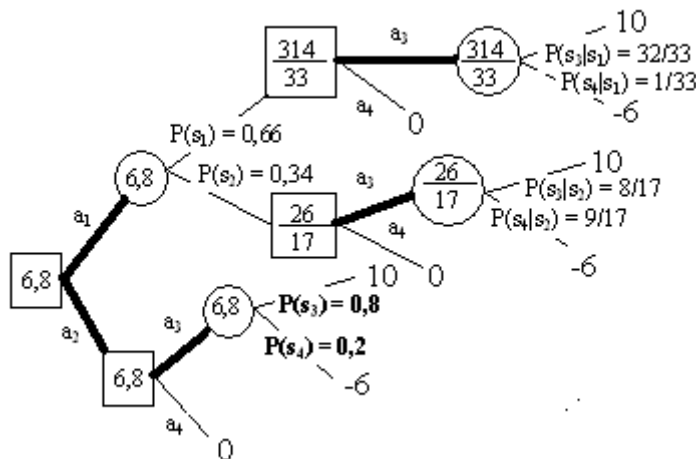 10
314
33
a₃
314
33
P(s₃|s₁) = 32/33
P(s₄|s₁) = 1/33
a₄
0
-6
P(s₁) = 0,66
6,8
P(s₂) = 0,34
a₃
26
17
10
P(s₃|s₂) = 8/17
P(s₄|s₂) = 9/17
a₁
26
17
a₄
0
-6
6,8
10
a₂
a₃
6,8
P(s₃) = 0,8
P(s₄) = 0,2
6,8
-6
a₄
0